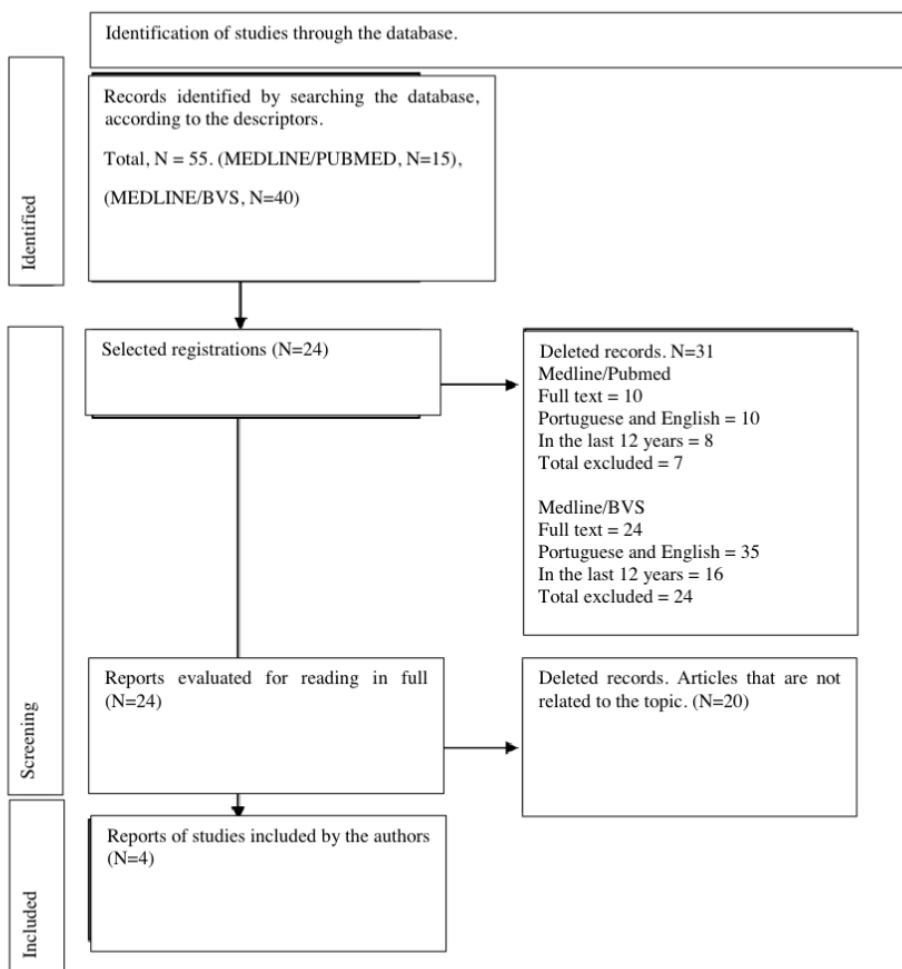 Identification of studies through the database.
Identified
Records identified by searching the database,
according to the descriptors.
Total, N = 55. (MEDLINE/PUBMED, N=15),
(MEDLINE/BVS, N=40)
Screening
Selected registrations (N=24)
Deleted records. N=31
Medline/Pubmed
Full text = 10
Portuguese and English = 10
In the last 12 years = 8
Total excluded = 7
Medline/BVS
Full text = 24
Portuguese and English = 35
In the last 12 years = 16
Total excluded = 24
Reports evaluated for reading in full
(N=24)
Deleted records. Articles that are not
related to the topic. (N=20)
Included
Reports of studies included by the authors
(N=4)